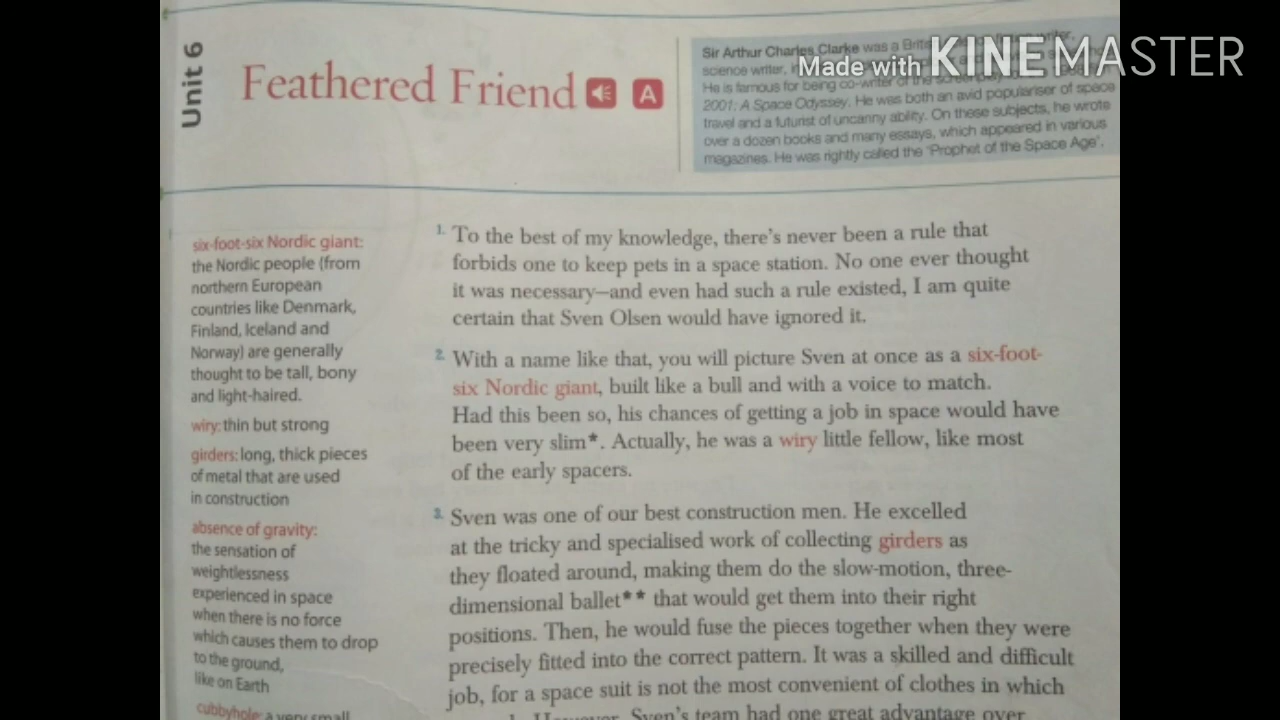 Unit 6
Feathered Friend
A
Sir Arthur Charles Clarke was a
science writer,
He is famous for being co-writer of the
2001: A Space Odyssey. He was both an avid populariser of space
travel and a futurist of uncanny ability. On these subjects, he wrote
over a dozen books and many essays, which appeared in various
magazines. He was rightly called the 'Prophet of the Space Age'.
Made with KINEMASTER
six-foot-six Nordic giant:
the Nordic people (from
northern European
countries like Denmark,
Finland, Iceland and
Norway) are generally
thought to be tall, bony
and light-haired.
wiry: thin but strong
girders: long, thick pieces
of metal that are used
in construction
absence of gravity:
the sensation of
weightlessness
experienced in space
when there is no force
which causes them to drop
to the ground,
like on Earth
cubbyhole: a very small
1. To the best of my knowledge, there's never been a rule that
forbids one to keep pets in a space station. No one ever thought
it was necessary—and even had such a rule existed, I am quite
certain that Sven Olsen would have ignored it.
2. With a name like that, you will picture Sven at once as a six-foot-
six Nordic giant, built like a bull and with a voice to match.
Had this been so, his chances of getting a job in space would have
been very slim*. Actually, he was a wiry little fellow, like most
of the early spacers.
3. Sven was one of our best construction men. He excelled
at the tricky and specialised work of collecting girders as
they floated around, making them do the slow-motion, three-
dimensional ballet** that would get them into their right
positions. Then, he would fuse the pieces together when they were
precisely fitted into the correct pattern. It was a skilled and difficult
job, for a space suit is not the most convenient of clothes in which
However, Sven's team had one great advantage over